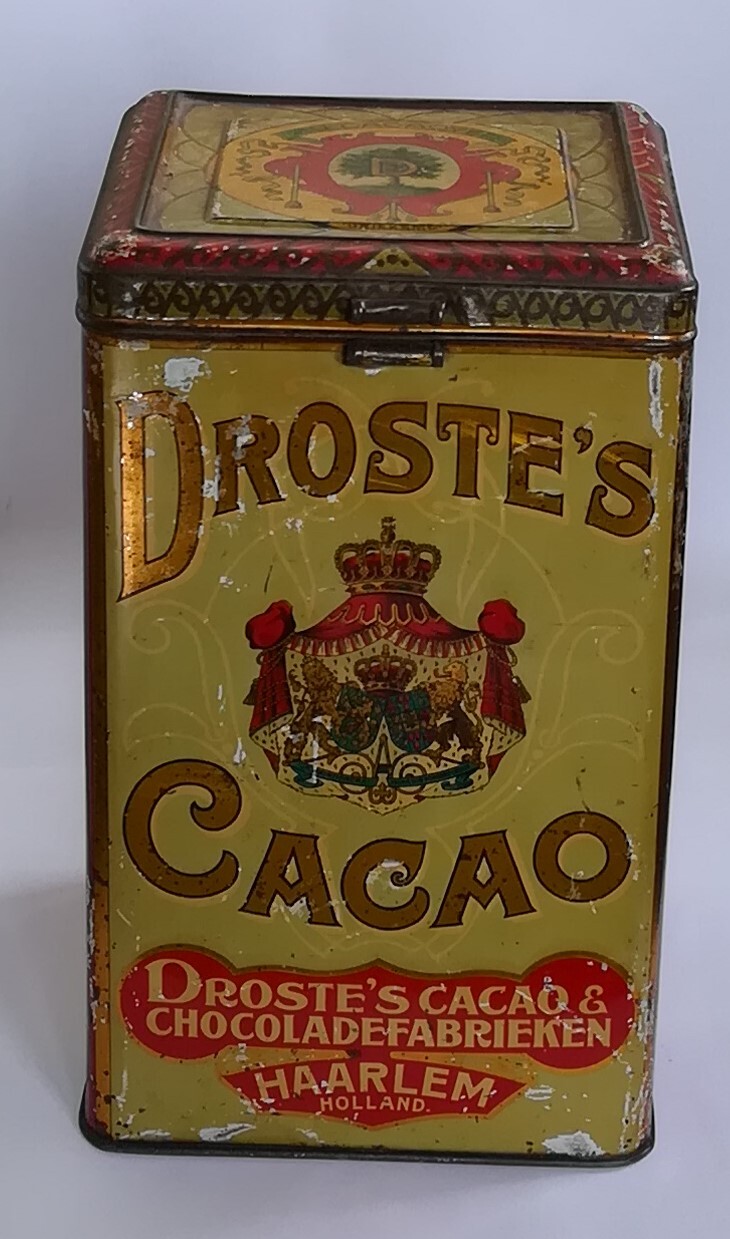 D
DROSTE'S
CACAO
DROSTE'S CACAO &
CHOCOLADEFABRIEKEN
HAARLEM
HOLLAND.